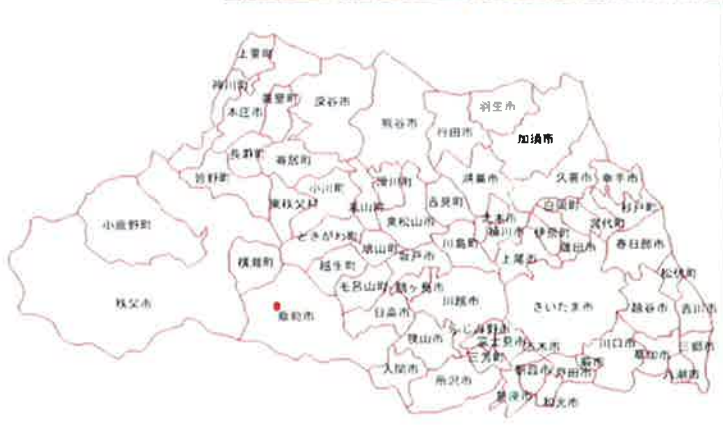 上里町
神川町
美里町
深谷市
本庄市
熊谷市
行田市
羽生市
加須市
長瀞町
寄居町
皆野町
小川町
滑川町
鴻巣市
久喜市
幸手市
東秩父村
嵐山町
吉見町
白岡町
杉戸町
小鹿野町
東松山市
北本市
桶川市
宮代町
ときがわ町
鳩山町
川島町
伊奈町
蓮田市
春日部市
横瀬町
越生町
坂戸市
上尾市
松伏町
毛呂山町
鶴ヶ島市
秩父市
飯能市
日高市
川越市
さいたま市
越谷市
吉川市
狭山市
ふじみ野市
富士見市
三芳町
志木市
川口市
草加市
三郷市
入間市
所沢市
朝霞市
戸田市
蕨市
八潮市
新座市
和光市